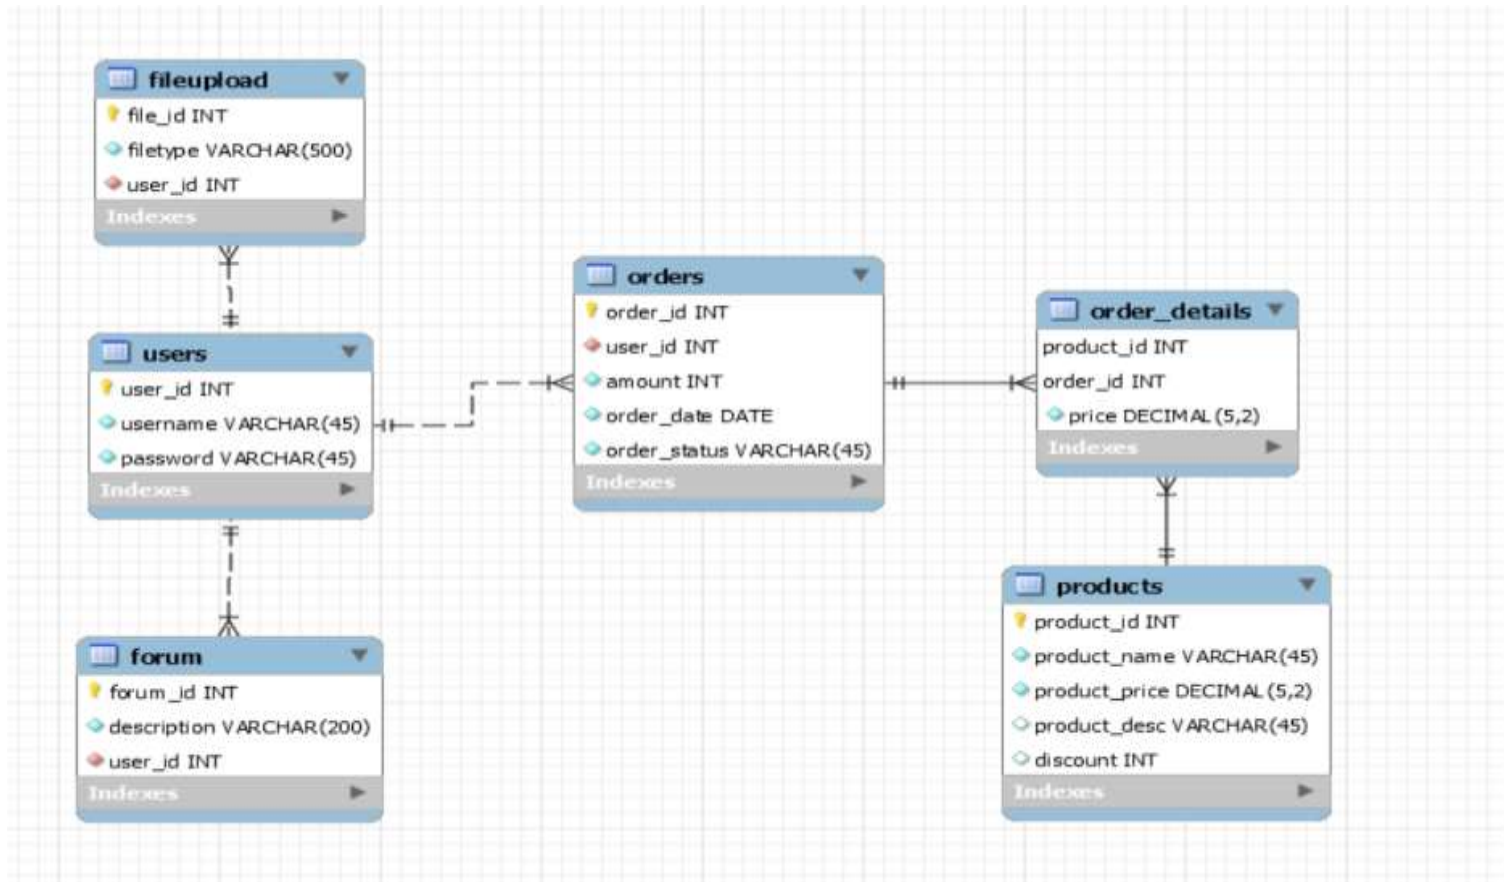 fileupload
file_id INT
filetype VARCHAR(500)
user_id INT
Indexes
users
user_id INT
username VARCHAR(45)
password VARCHAR(45)
Indexes
forum
forum_id INT
description VARCHAR(200)
user_id INT
Indexes
orders
order_id INT
user_id INT
amount INT
order_date DATE
order_status VARCHAR(45)
Indexes
order_details
product_id INT
order_id INT
price DECIMAL(5,2)
Indexes
products
product_id INT
product_name VARCHAR(45)
product_price DECIMAL(5,2)
product_desc VARCHAR(45)
discount INT
Indexes